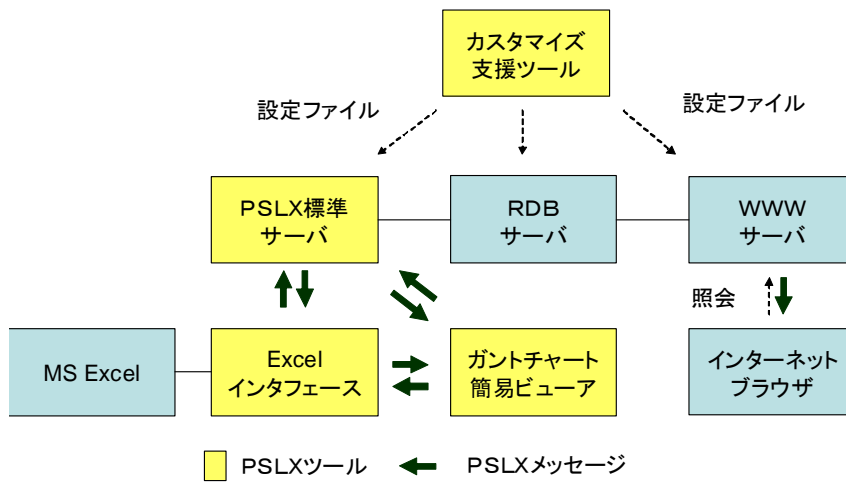 カスタマイズ
支援ツール
設定ファイル
設定ファイル
ＰＳＬＸ標準
サーバ
ＲＤＢ
サーバ
ＷＷＷ
サーバ
照会
MS Excel
Excel
インタフェース
ガントチャート
簡易ビューア
インターネット
ブラウザ
ＰＳＬＸツール
ＰＳＬＸメッセージ